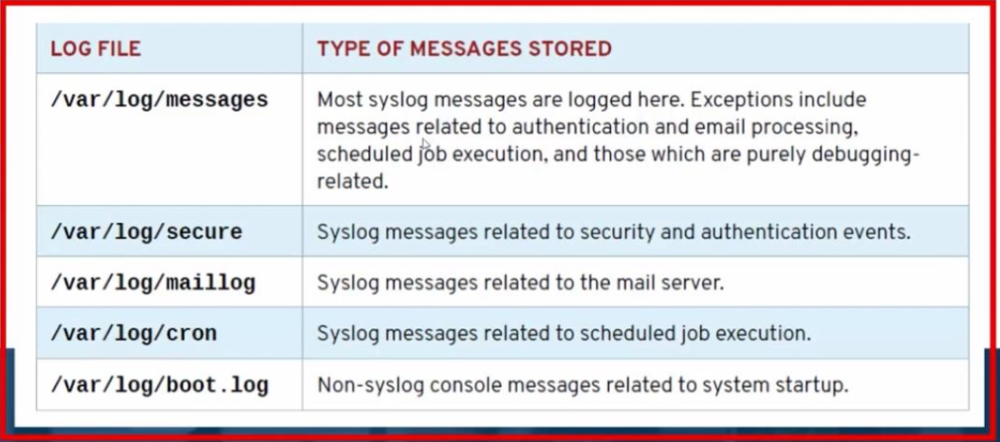 LOG FILE
TYPE OF MESSAGES STORED
/var/log/messages
Most syslog messages are logged here. Exceptions include
messages related to authentication and email processing,
scheduled job execution, and those which are purely debugging-
related.
/var/log/secure
Syslog messages related to security and authentication events.
/var/log/maillog
Syslog messages related to the mail server.
/var/log/cron
Syslog messages related to scheduled job execution.
/var/log/boot.log
Non-syslog console messages related to system startup.